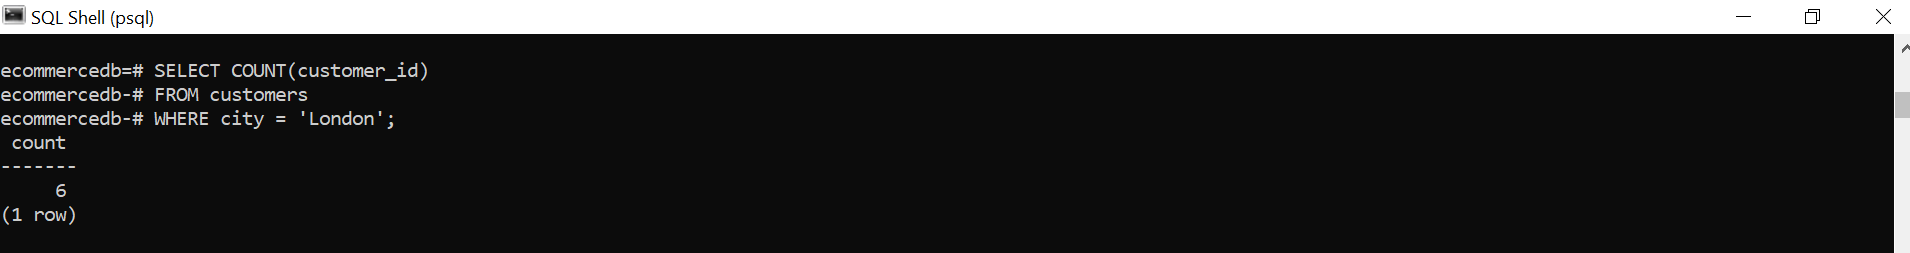 SQL Shell (psql)
ecommercedb=# SELECT COUNT(customer_id)
ecommercedb-# FROM customers
ecommercedb-# WHERE city = 'London';
 count
-------
     6
(1 row)